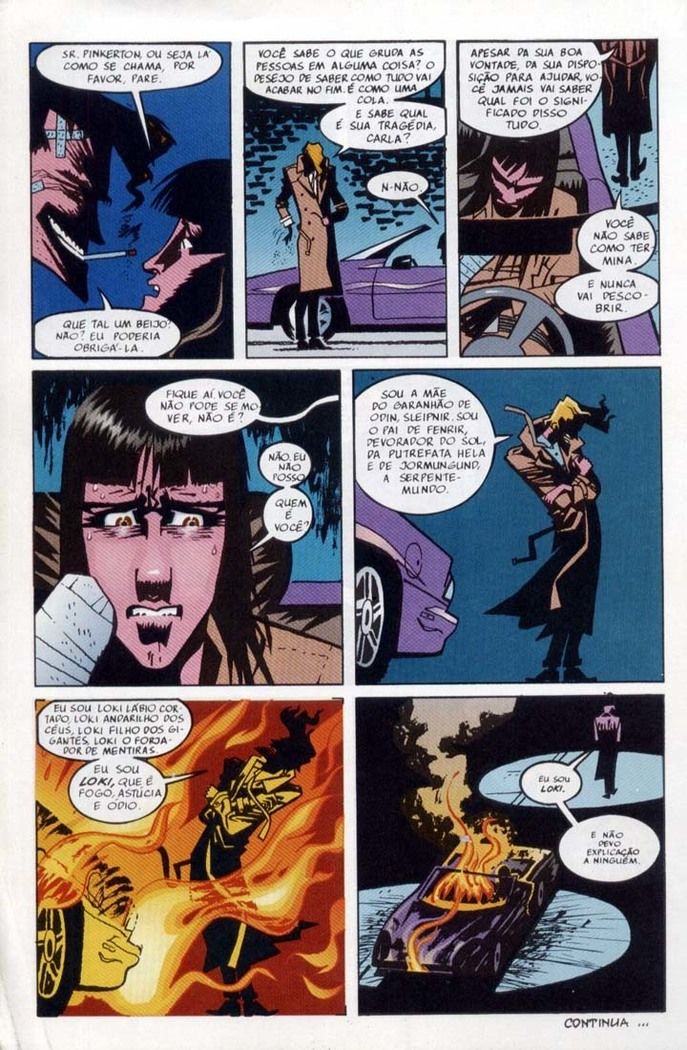 SR. PINKERTON, OU SEJA LÁ
COMO SE CHAMA, POR
FAVOR, PARE.
QUE TAL UM BEIJO?
NÃO? EU PODERIA
OBRIGÁ-LA.
VOCÊ SABE O QUE GRUDA AS
PESSOAS EM ALGUMA COISA? O
DESEJO DE SABER COMO TUDO VAI
ACABAR NO FIM. É COMO UMA
COLA.
E SABE QUAL
É SUA TRAGÉDIA,
CARLA?
N-NÃO.
APESAR DA SUA BOA
VONTADE, DA SUA DISPO-
SIÇÃO PARA AJUDAR, VO-
CÊ JAMAIS VAI SABER
QUAL FOI O SIGNI-
FICADO DISSO
TUDO.
VOCÊ
NÃO SABE
COMO TER-
MINA.
E NUNCA
VAI DESCO-
BRIR.
FIQUE AÍ. VOCÊ
NÃO PODE SE MO-
VER, NÃO É?
NÃO. EU
NÃO
POSSO.
QUEM
É
VOCÊ?
SOU A MÃE
DO GARANHÃO DE
ODIN, SLEIPNIR. SOU
O PAI DE FENRIR,
DEVORADOR DO SOL,
DA PUTREFATA HELA
E DE JORMUNGUND,
A SERPENTE-
MUNDO.
EU SOU LOKI LÁBIO COR-
TADO, LOKI ANDARILHO DOS
CÉUS, LOKI FILHO DOS GI-
GANTES, LOKI O FORJA-
DOR DE MENTIRAS.
EU SOU
LOKI, QUE É
FOGO, ASTÚCIA
E ÓDIO.
EU SOU
LOKI.
E NÃO
DEVO
EXPLICAÇÃO
A NINGUÉM.
CONTINUA ...